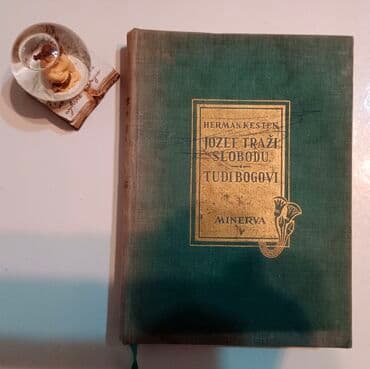 HERMAN KESTEN
JOZEF TRAŽI
SLOBODU
TUĐI BOGOVI
MINERVA